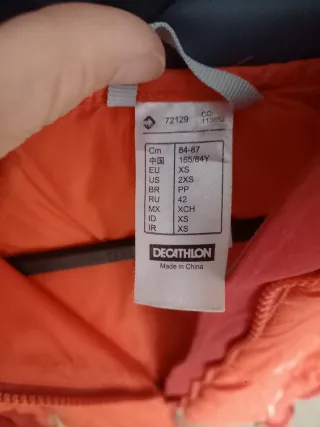 72129 CC:
Cm 84-87
中国 165/84Y
EU XS
US 2XS
BR PP
RU 42
MX XCH
ID XS
IR XS
DECATHLON
Made in China